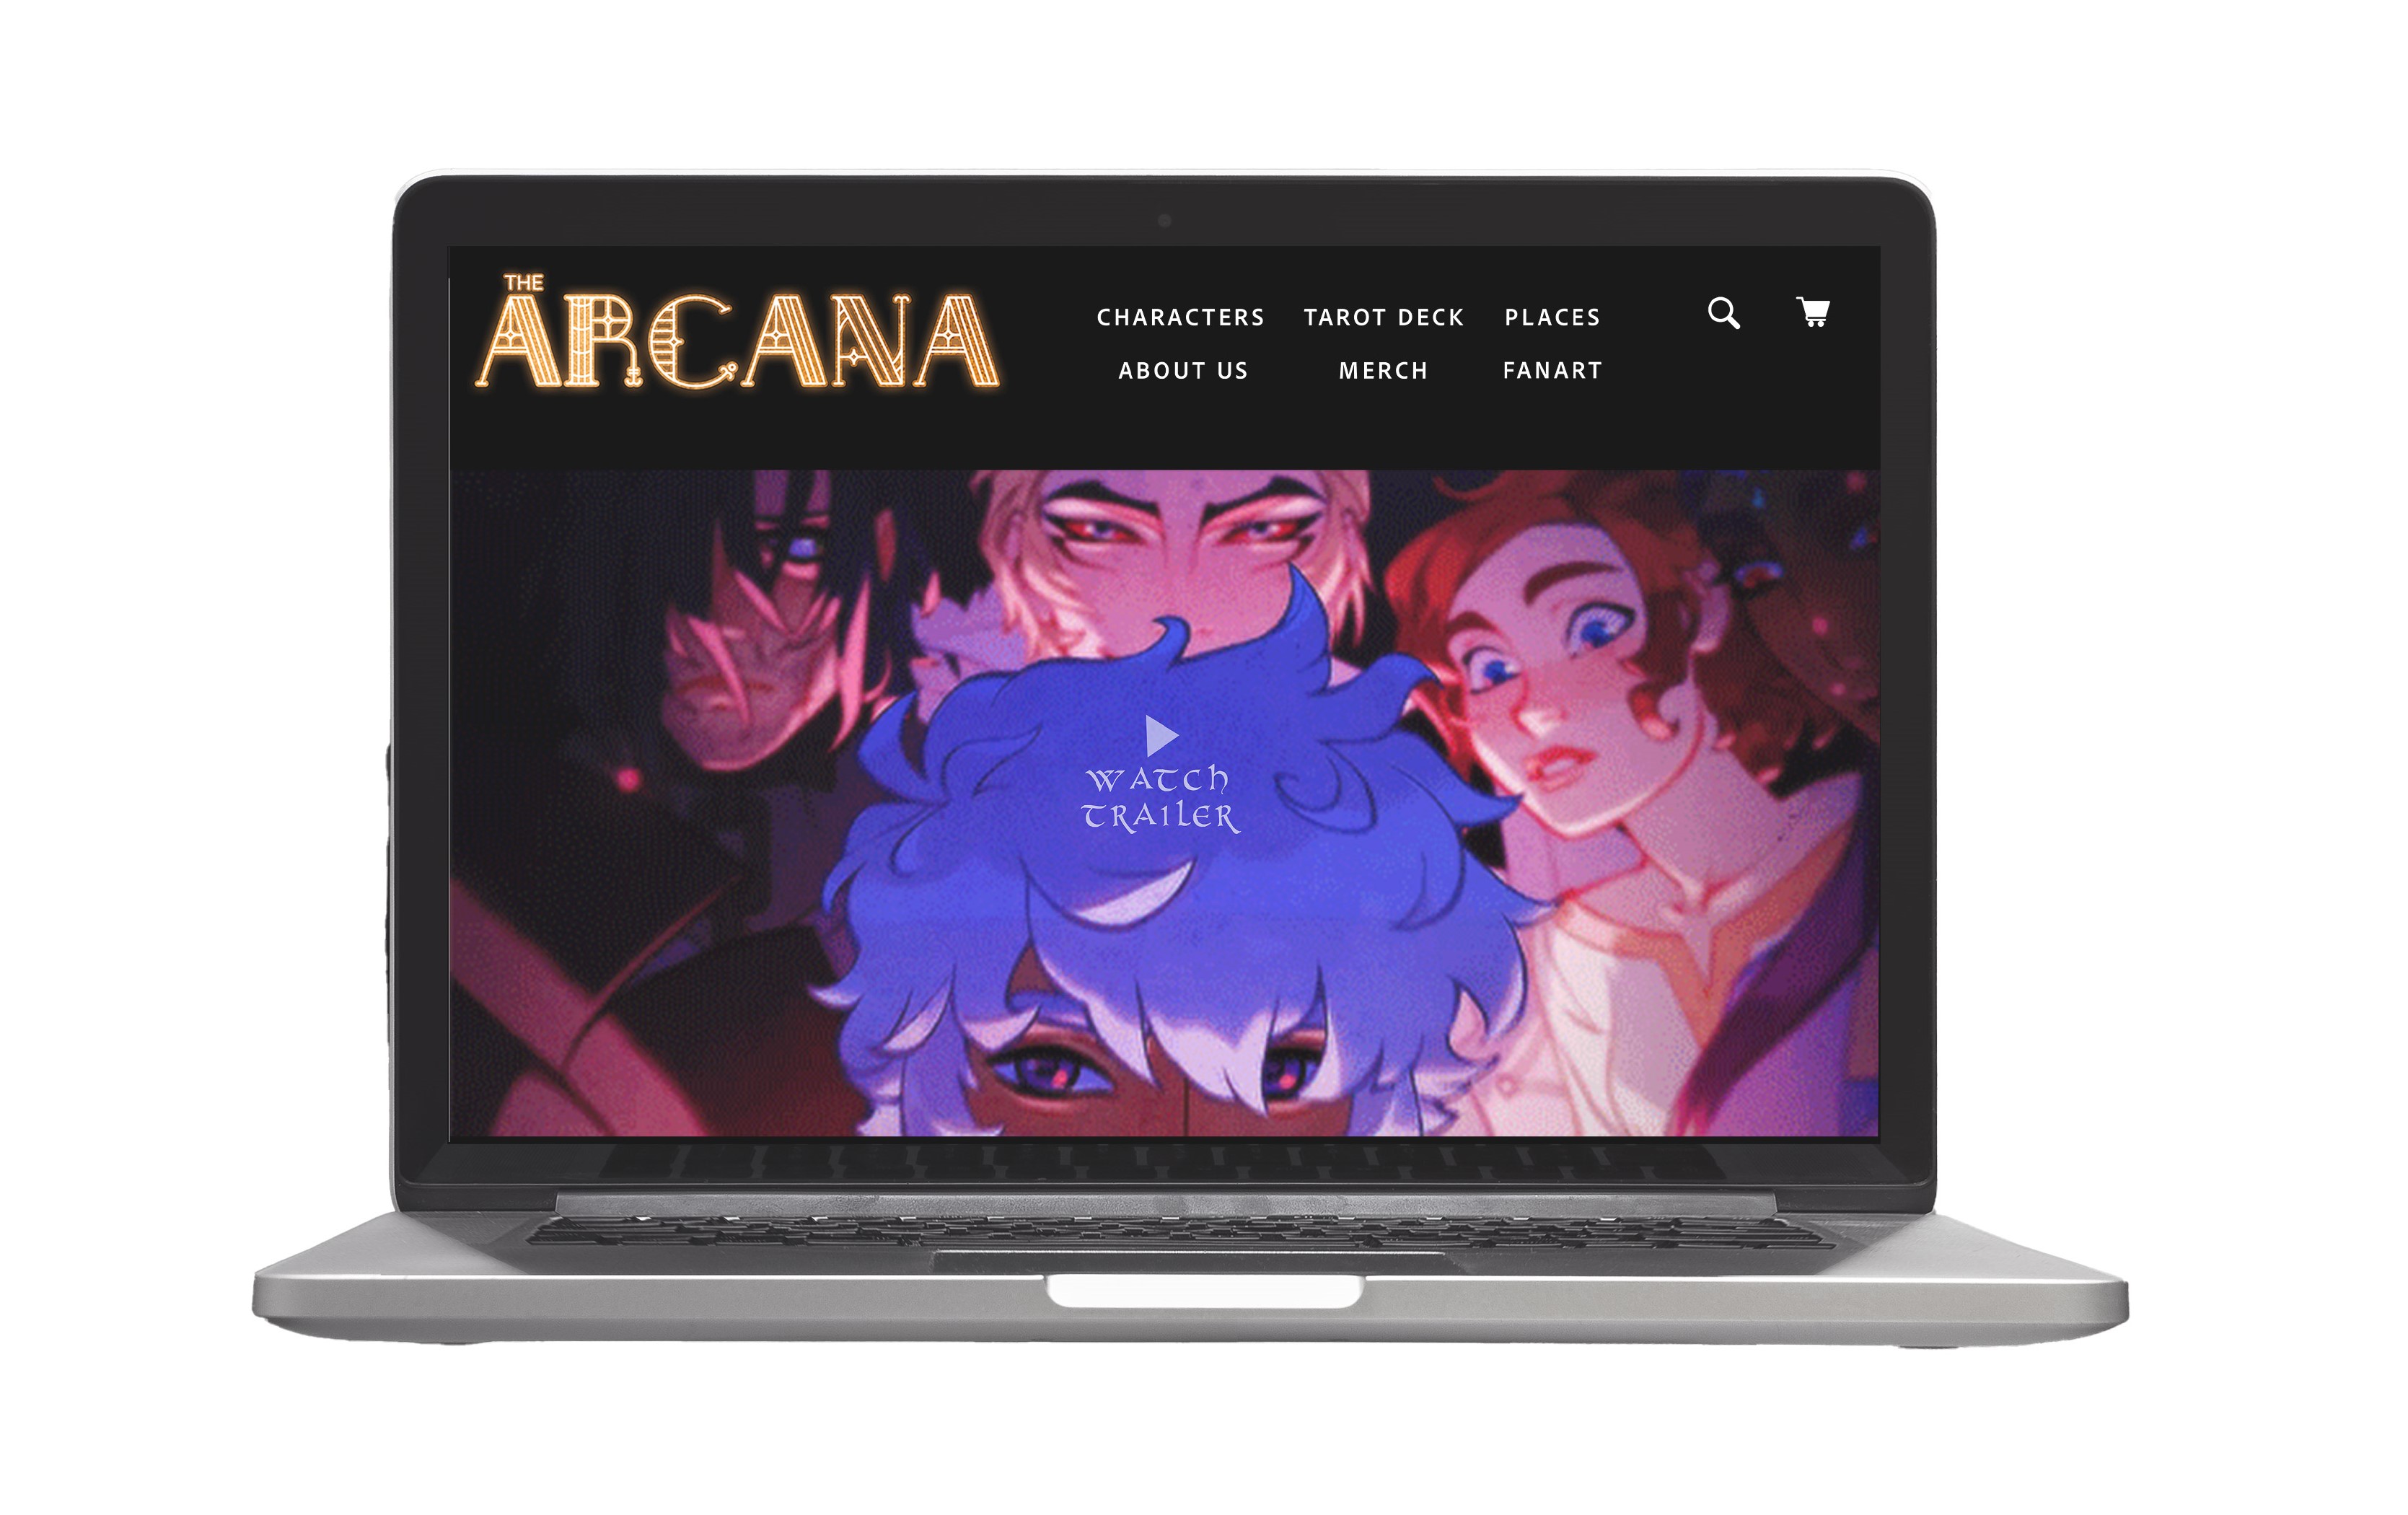 THE
ARCANA
CHARACTERS TAROT DECK PLACES
ABOUT US MERCH FANART
WATCH
TRAILER